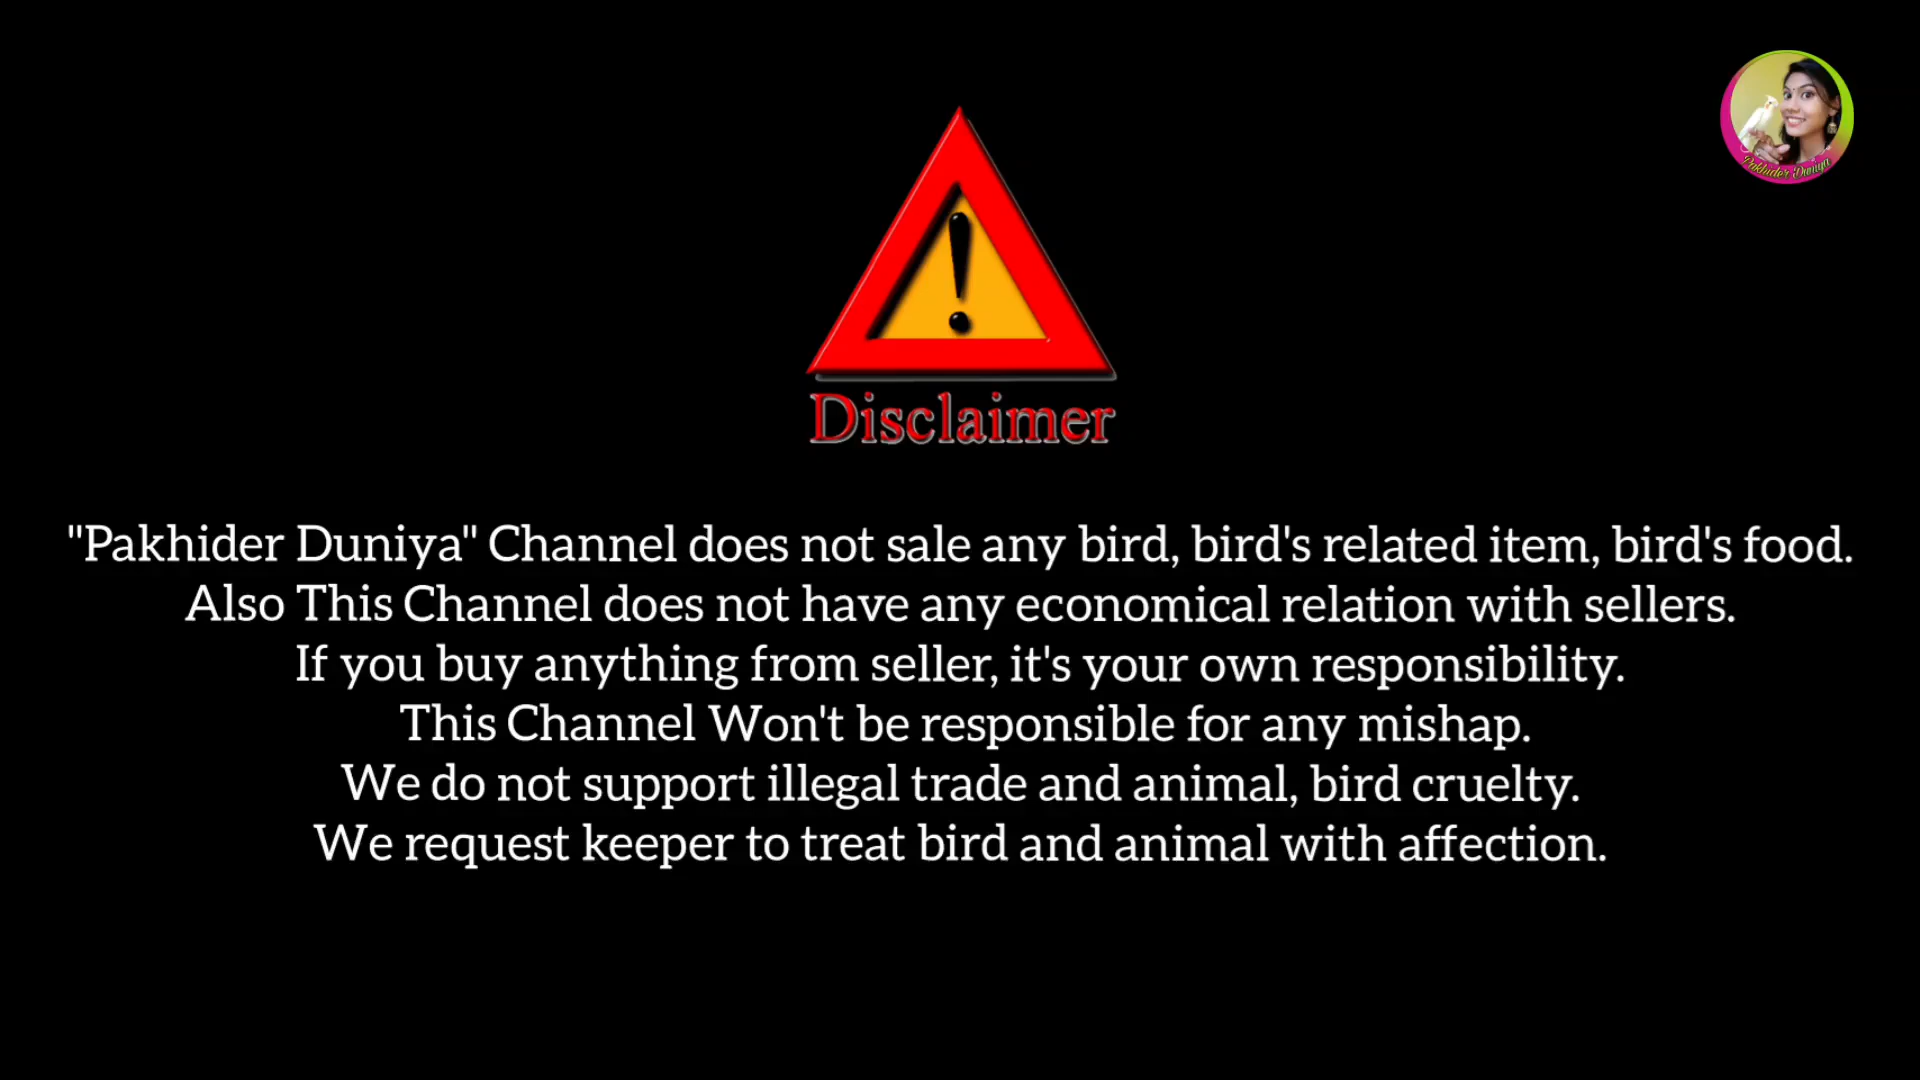 Pakhider Duniya
Disclaimer
"Pakhider Duniya" Channel does not sale any bird, bird's related item, bird's food.
Also This Channel does not have any economical relation with sellers.
If you buy anything from seller, it's your own responsibility.
This Channel Won't be responsible for any mishap.
We do not support illegal trade and animal, bird cruelty.
We request keeper to treat bird and animal with affection.